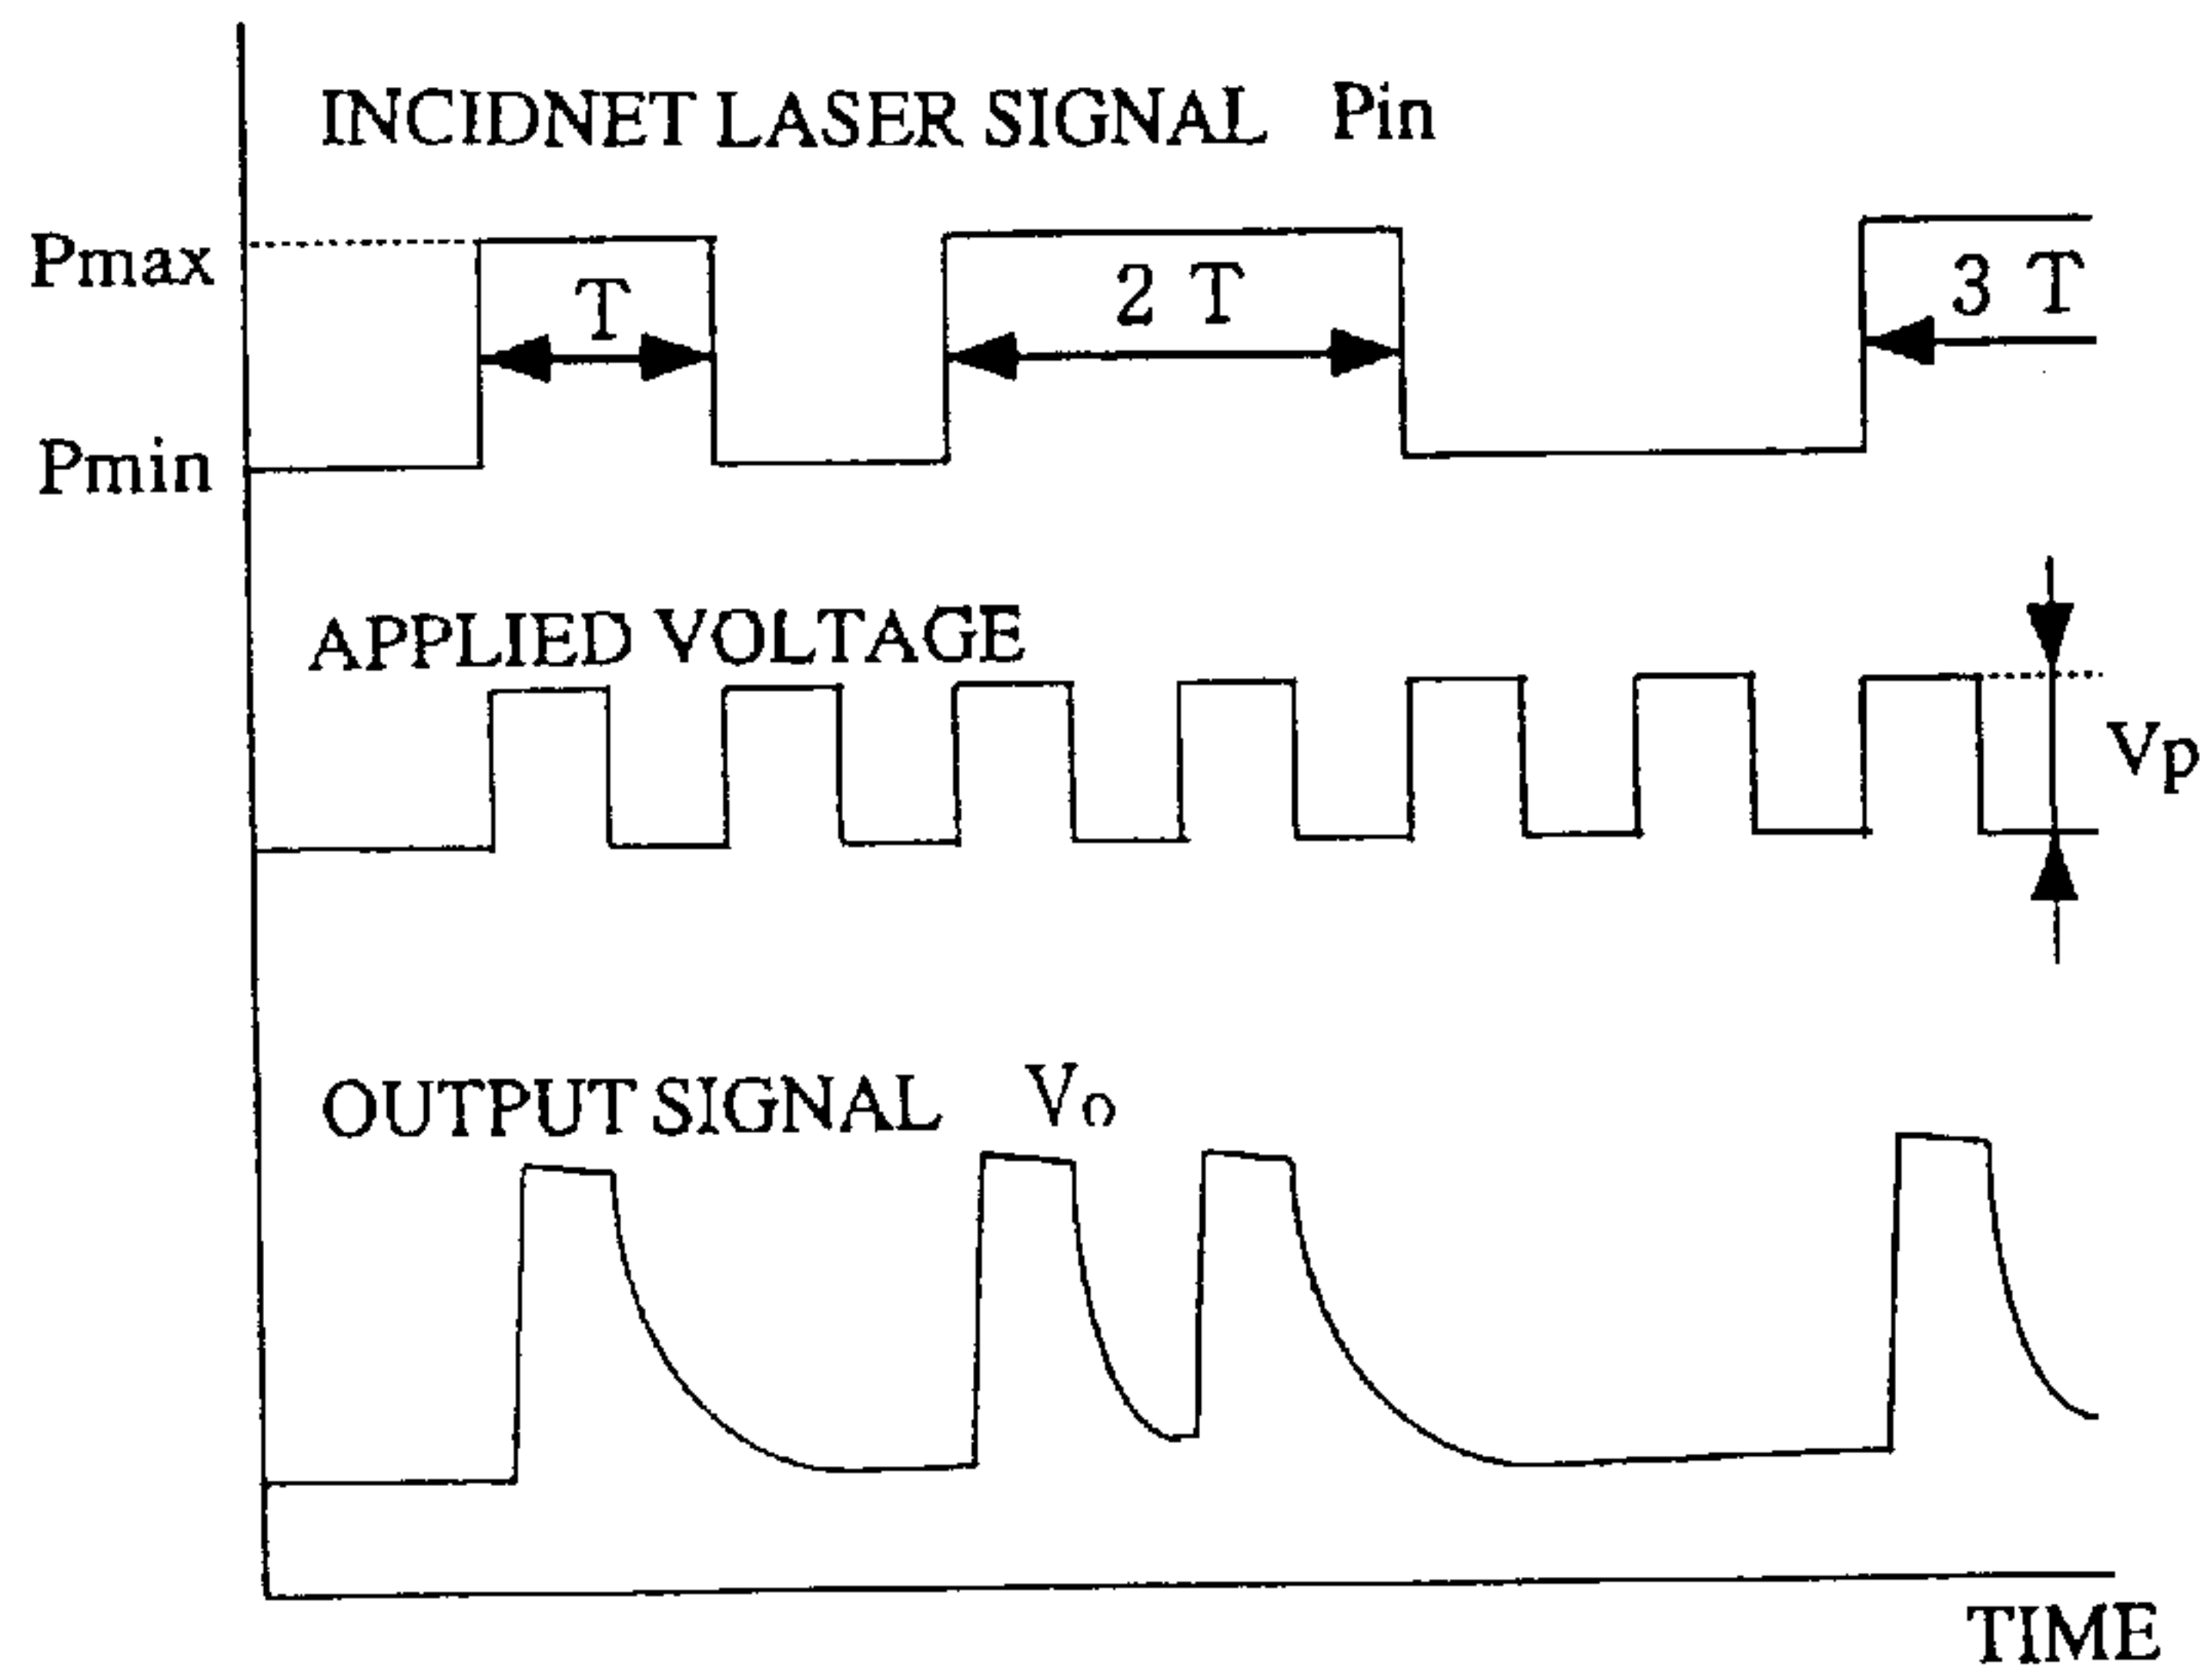 INCIDNET LASER SIGNAL Pin
Pmax
T
2 T
3 T
Pmin
APPLIED VOLTAGE
Vp
OUTPUT SIGNAL Vo
TIME